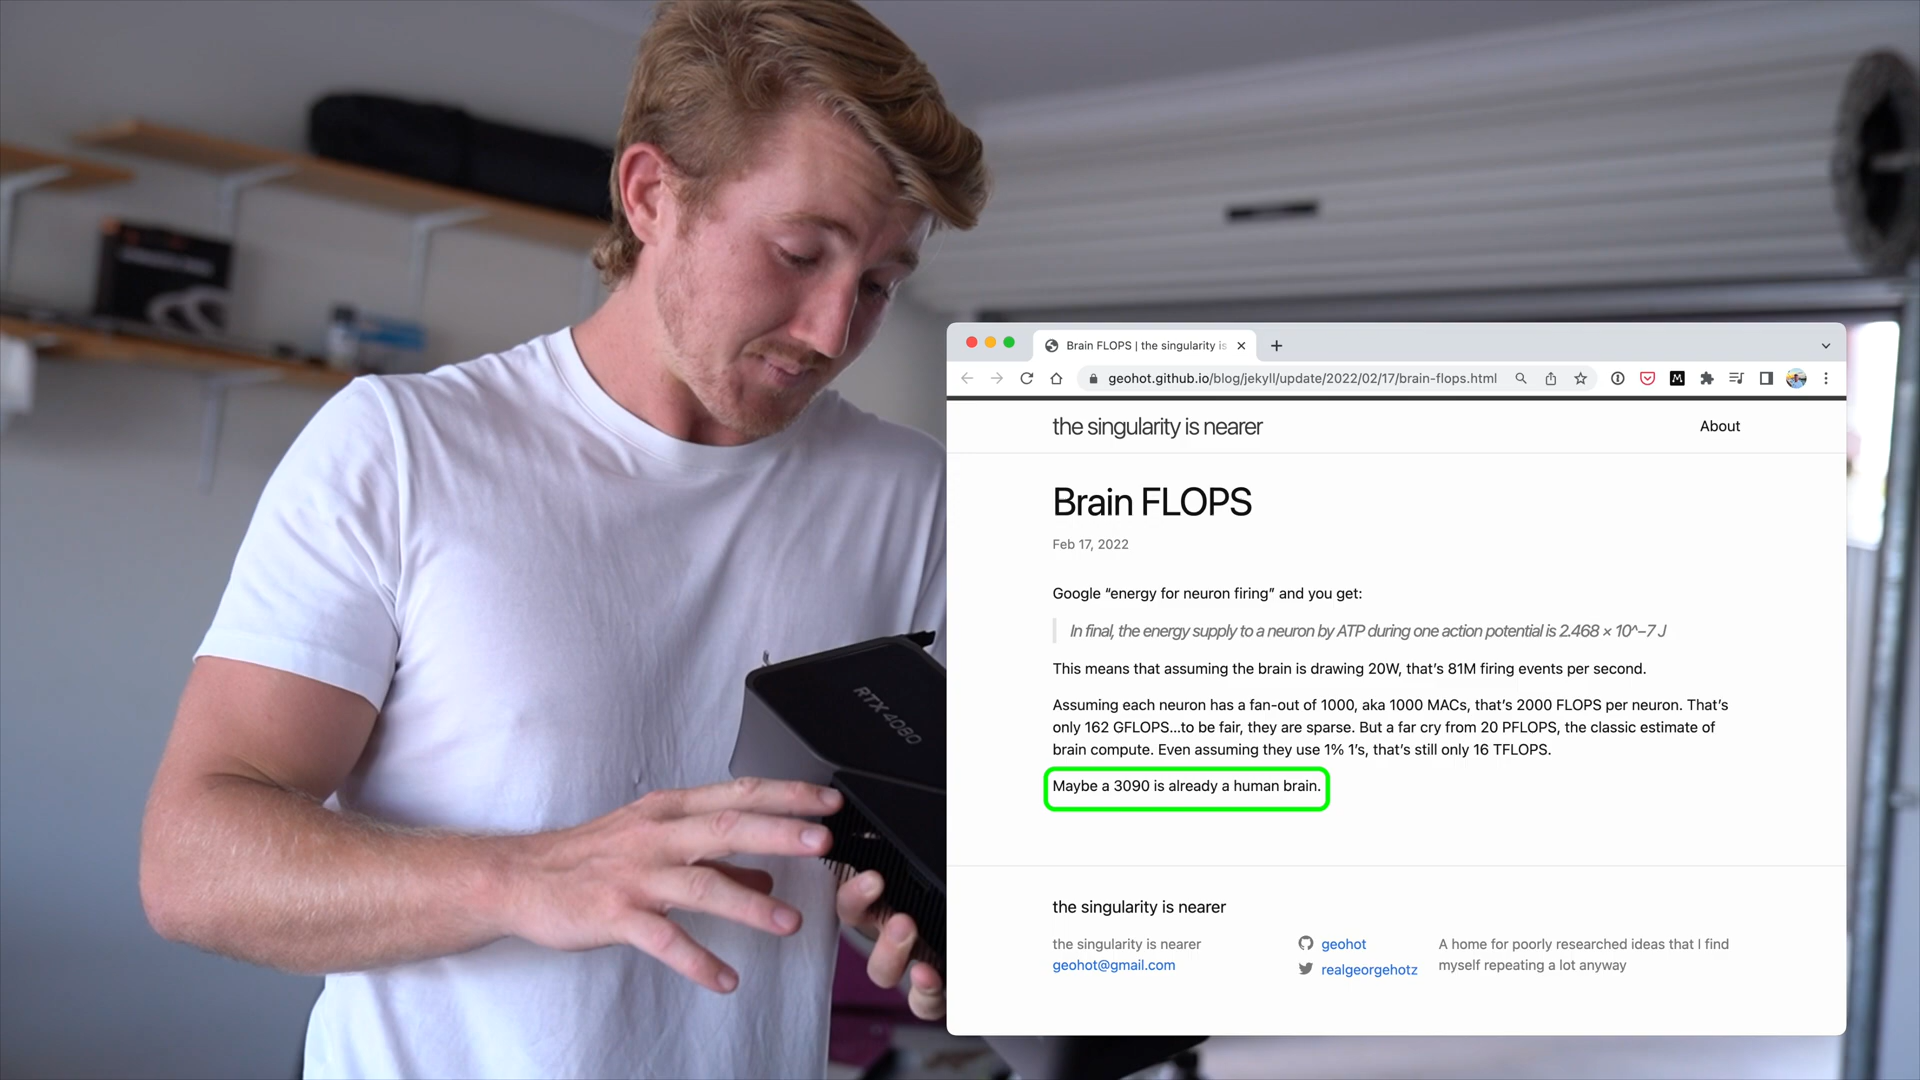 RTX 4080
Brain FLOPS | the singularity is
geohot.github.io/blog/jekyll/update/2022/02/17/brain-flops.html
M
the singularity is nearer
About
Brain FLOPS
Feb 17, 2022
Google “energy for neuron firing” and you get:
In final, the energy supply to a neuron by ATP during one action potential is 2.468 × 10^−7 J
This means that assuming the brain is drawing 20W, that’s 81M firing events per second.
Assuming each neuron has a fan-out of 1000, aka 1000 MACs, that’s 2000 FLOPS per neuron. That’s
only 162 GFLOPS...to be fair, they are sparse. But a far cry from 20 PFLOPS, the classic estimate of
brain compute. Even assuming they use 1% 1’s, that’s still only 16 TFLOPS.
Maybe a 3090 is already a human brain.
the singularity is nearer
the singularity is nearer
geohot@gmail.com
geohot
realgeorgehotz
A home for poorly researched ideas that I find
myself repeating a lot anyway